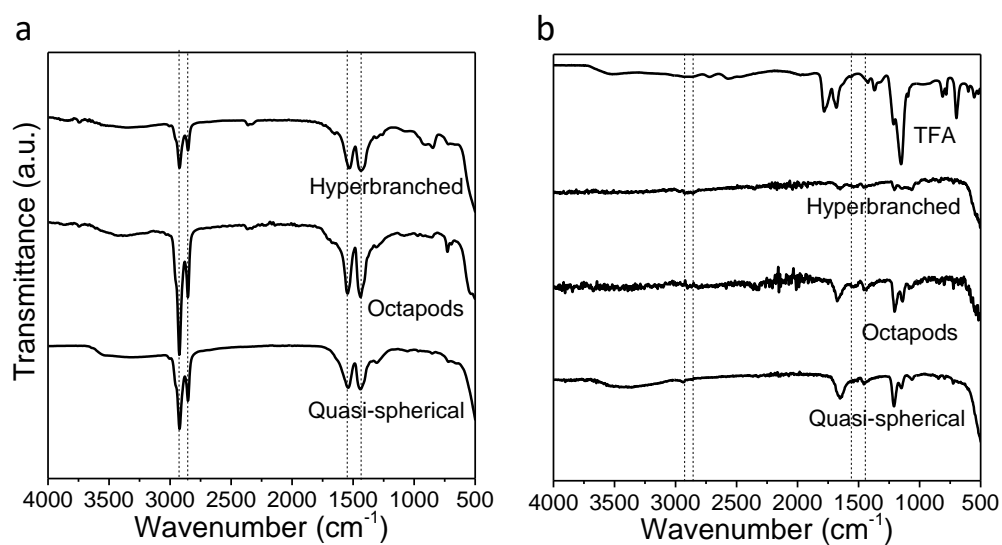 a
Transmittance (a.u.)
Hyperbranched
Octapods
Quasi-spherical
4000 3500 3000 2500 2000 1500 1000 500
Wavenumber (cm⁻¹)
b
TFA
Hyperbranched
Octapods
Quasi-spherical
4000 3500 3000 2500 2000 1500 1000 500
Wavenumber (cm⁻¹)